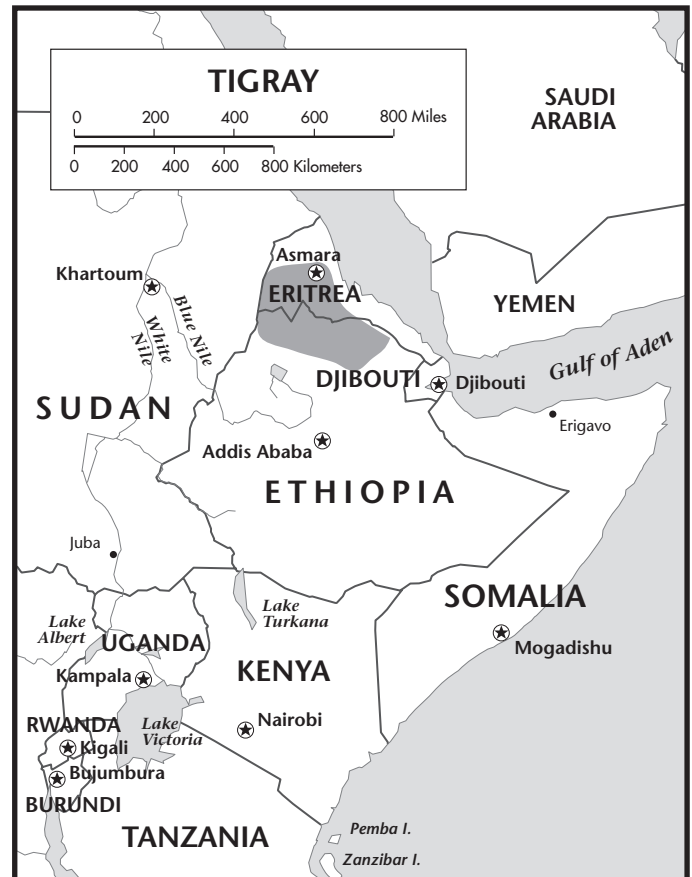 TIGRAY
0 200 400 600 800 Miles
0 200 400 600 800 Kilometers
SAUDI
ARABIA
Asmara
Khartoum
ERITREA
YEMEN
Blue Nile
White
Nile
Gulf of Aden
DJIBOUTI
Djibouti
SUDAN
Erigavo
Addis Ababa
ETHIOPIA
Juba
SOMALIA
Lake
Turkana
Lake
Albert
UGANDA
Mogadishu
KENYA
Kampala
RWANDA
Lake
Victoria
Nairobi
Kigali
Bujumbura
BURUNDI
TANZANIA
Pemba I.
Zanzibar I.